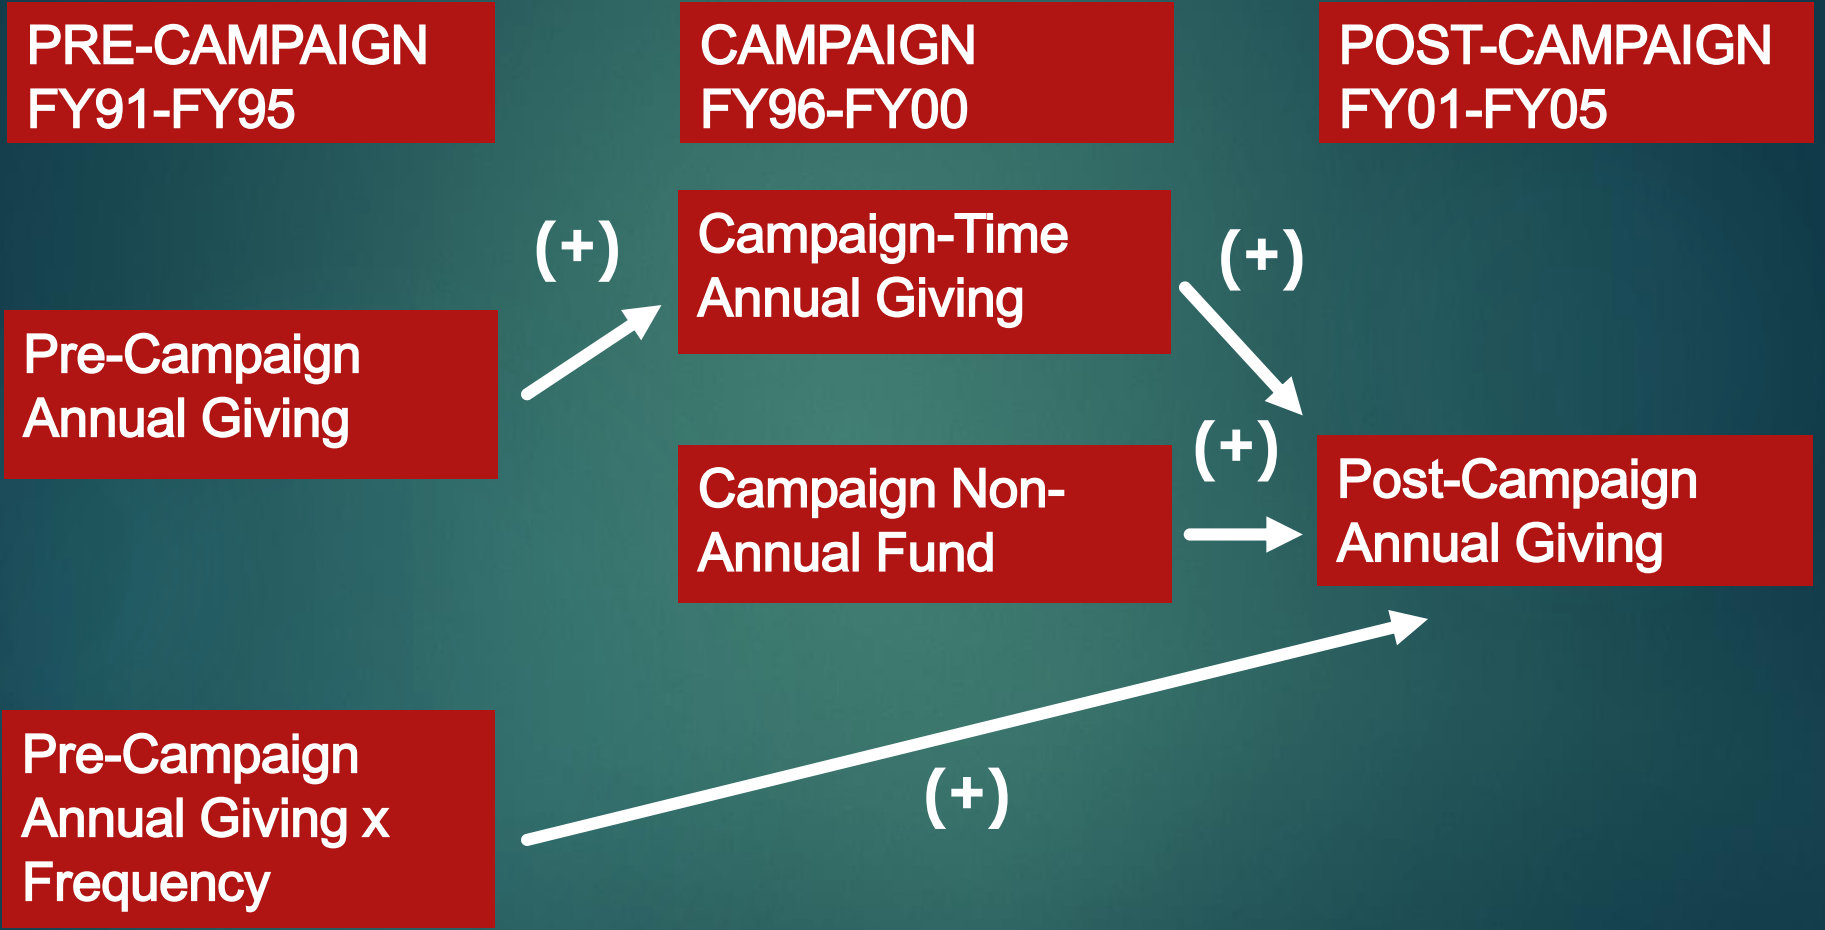 PRE-CAMPAIGN
FY91-FY95
CAMPAIGN
FY96-FY00
POST-CAMPAIGN
FY01-FY05
(+)
Campaign-Time
Annual Giving
(+)
Pre-Campaign
Annual Giving
Campaign Non-
Annual Fund
(+)
Post-Campaign
Annual Giving
Pre-Campaign
Annual Giving x
Frequency
(+)